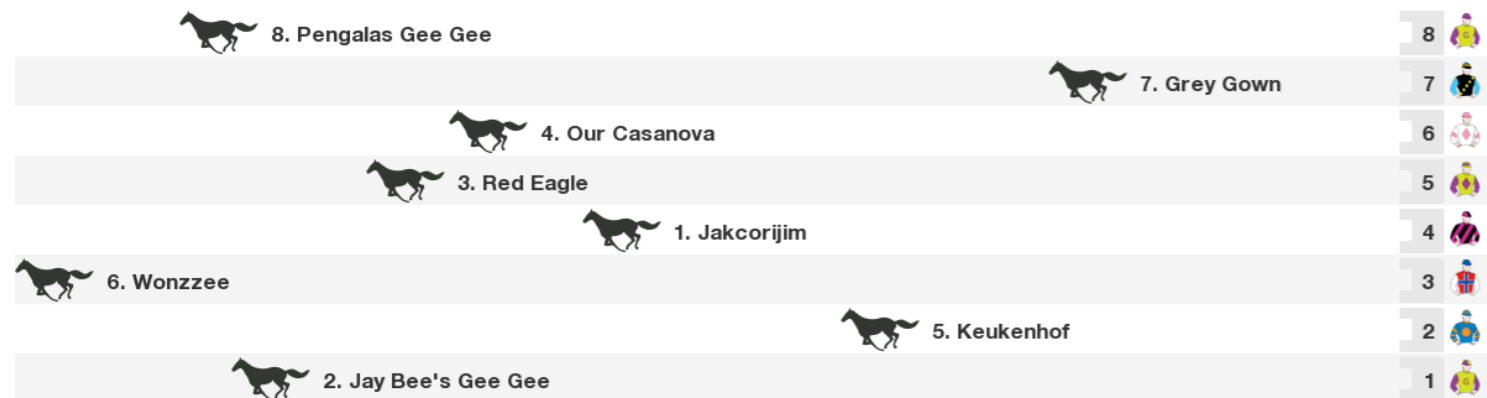 8. Pengalas Gee Gee 8 G
7. Grey Gown 7
4. Our Casanova 6
3. Red Eagle 5
1. Jakcorijim 4
6. Wonzzee 3
5. Keukenhof 2
2. Jay Bee's Gee Gee 1 G